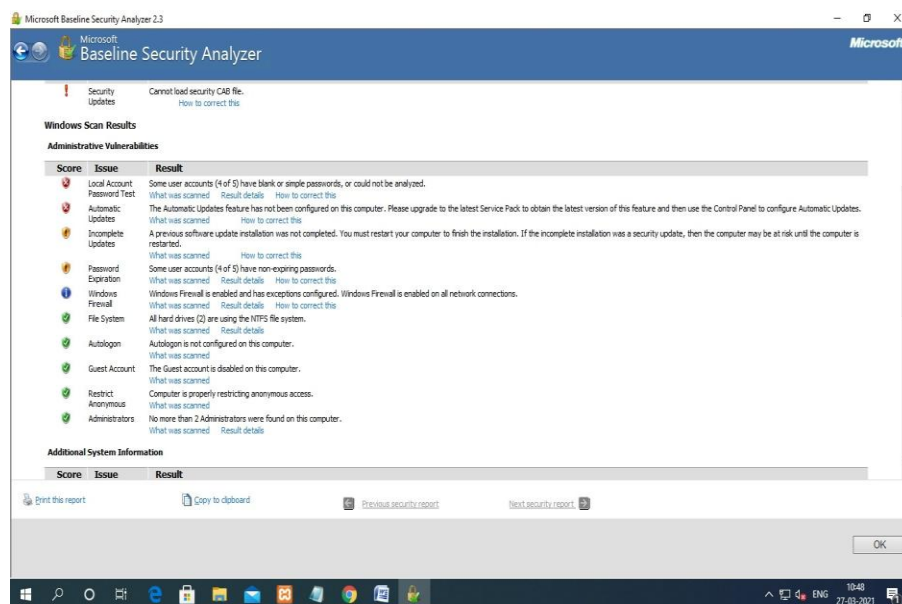 Microsoft Baseline Security Analyzer 2.3
Microsoft
Baseline Security Analyzer
Microsoft
Security Updates
Cannot load security CAB file.
How to correct this
Windows Scan Results
Administrative Vulnerabilities
Score Issue Result
Local Account Password Test
Some user accounts (4 of 5) have blank or simple passwords, or could not be analyzed.
What was scanned Result details How to correct this
Automatic Updates
The Automatic Updates feature has not been configured on this computer. Please upgrade to the latest Service Pack to obtain the latest version of this feature and then use the Control Panel to configure Automatic Updates.
What was scanned How to correct this
Incomplete Updates
A previous software update installation was not completed. You must restart your computer to finish the installation. If the incomplete installation was a security update, then the computer may be at risk until the computer is
restarted.
What was scanned How to correct this
Password Expiration
Some user accounts (4 of 5) have non-expiring passwords.
What was scanned Result details How to correct this
Windows Firewall
Windows Firewall is enabled and has exceptions configured. Windows Firewall is enabled on all network connections.
What was scanned Result details How to correct this
File System
All hard drives (2) are using the NTFS file system.
What was scanned Result details
Autologon
Autologon is not configured on this computer.
What was scanned
Guest Account
The Guest account is disabled on this computer.
What was scanned
Restrict Anonymous
Computer is properly restricting anonymous access.
What was scanned
Administrators
No more than 2 Administrators were found on this computer.
What was scanned Result details
Additional System Information
Score Issue Result
Print this report Copy to clipboard Previous security report Next security report
OK
ENG 10:48
27-03-2021